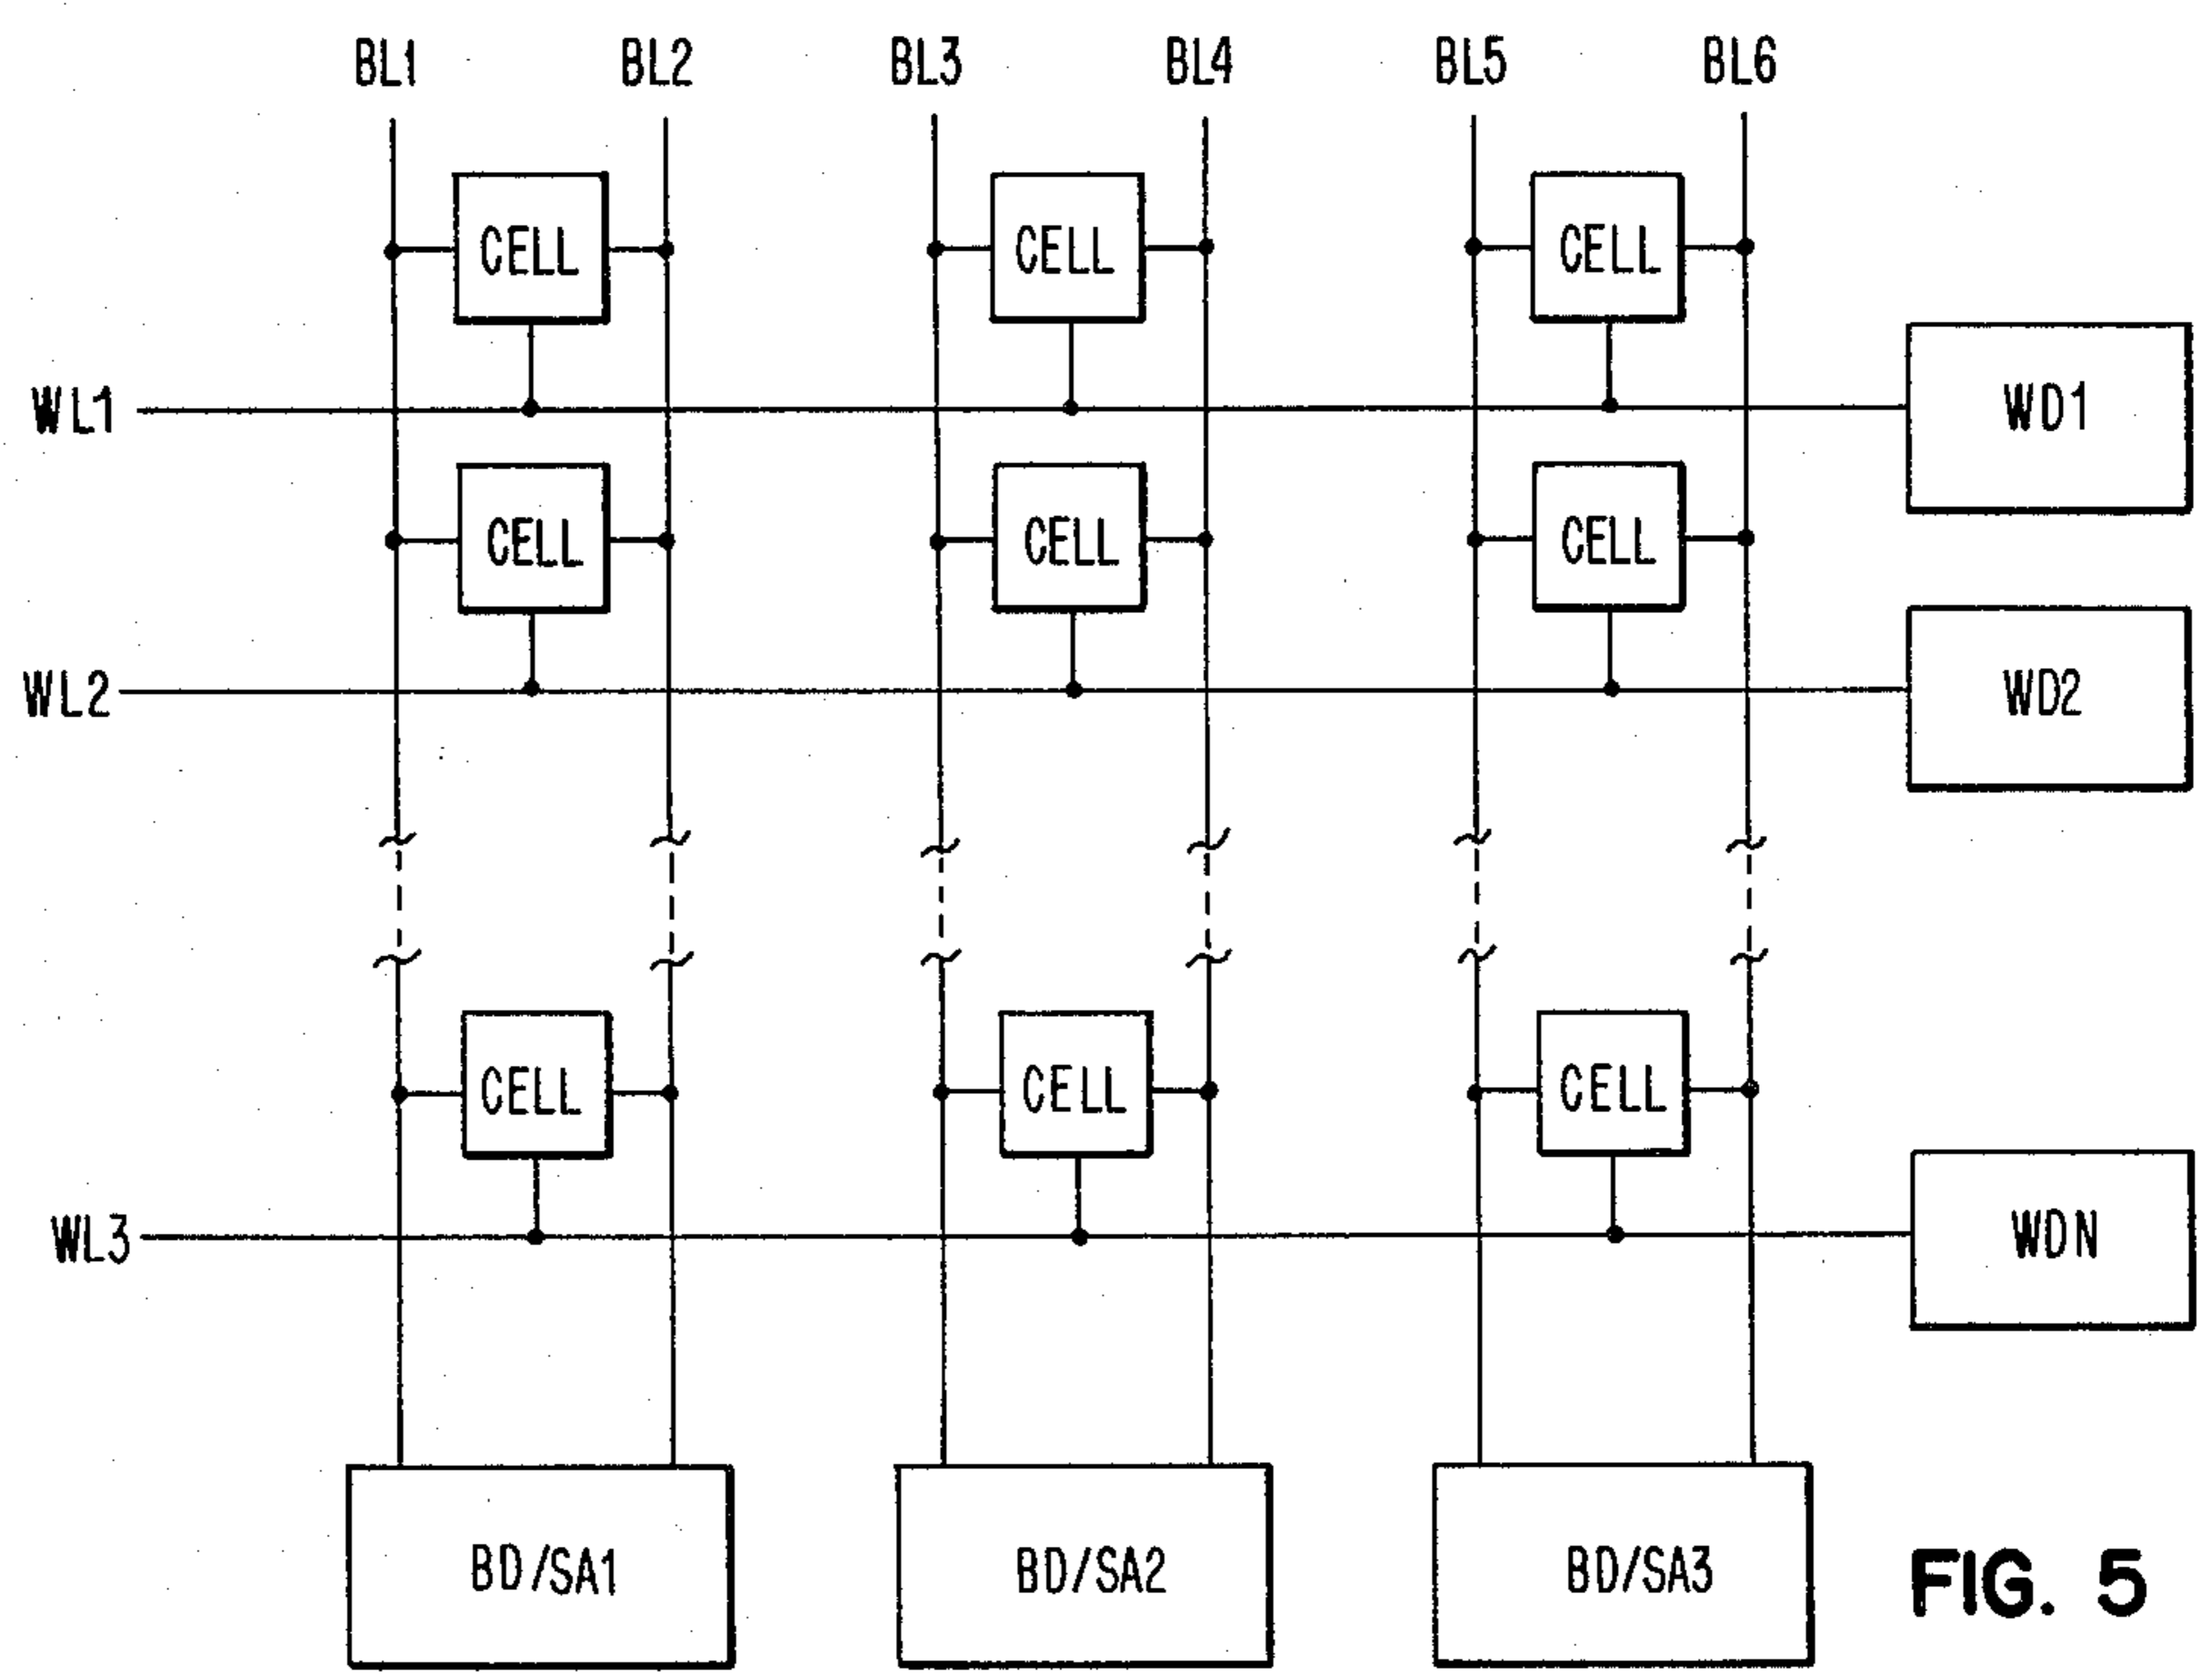 BL1 BL2 BL3 BL4 BL5 BL6
CELL CELL CELL
WL1 WD1
CELL CELL CELL
WL2 WD2
CELL CELL CELL
WL3 WDN
BD/SA1 BD/SA2 BD/SA3
FIG. 5